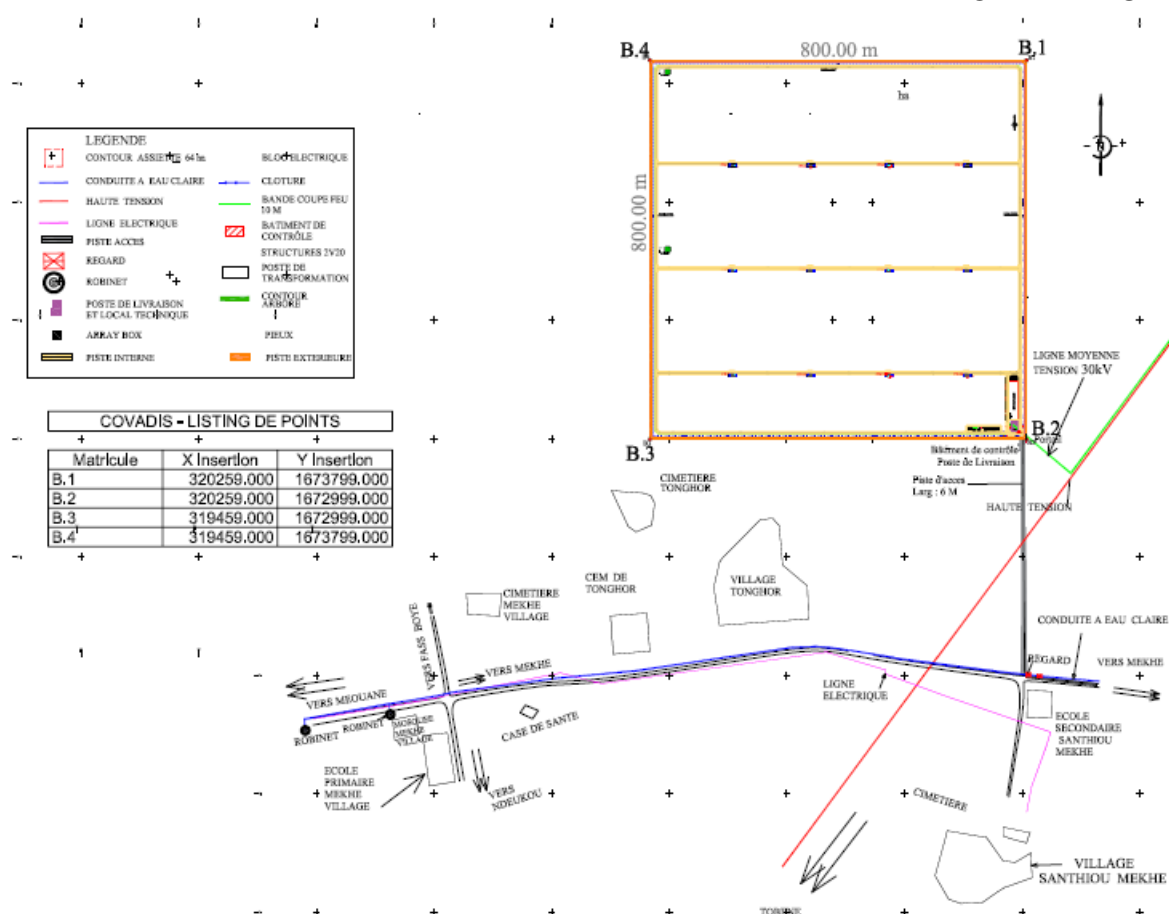 B.4
800.00 m
B.1
ha
800.00 m
LEGENDE
CONTOUR ASSIETTE 64 ha
BLOC ELECTRIQUE
CONDUITE A EAU CLAIRE
CLOTURE
HAUTE TENSION
BANDE COUPE FEU
10 M
LIGNE ELECTRIQUE
BATIMENT DE
CONTRÔLE
PISTE ACCES
REGARD
STRUCTURES 2V20
POSTE DE
TRANSFORMATION
ROBINET
POSTE DE LIVRAISON
ET LOCAL TECHNIQUE
CONTOUR
ARBORE
ARRAY BOX
PIEUX
PISTE INTERNE
PISTE EXTERIEURE
LIGNE MOYENNE
TENSION 30kV
COVADIS - LISTING DE POINTS
Matricule X Insertion Y Insertion
B.1 320259.000 1673799.000
B.2 320259.000 1672999.000
B.3 319459.000 1672999.000
B.4 319459.000 1673799.000
B.3
B.2
Portail
Bâtiment de contrôle
Poste de Livraison
Piste d'acces
Larg : 6 M
HAUTE TENSION
CIMETIERE
TONGHOR
CEM DE
TONGHOR
VILLAGE
TONGHOR
CIMETIERE
MEKHE
VILLAGE
VERS FASS BOYE
CONDUITE A EAU CLAIRE
REGARD
VERS MEKHE
VERS MEKHE
VERS MEOUANE
LIGNE
ELECTRIQUE
ROBINET
ROBINET
MOSQUEE
MEKHE
VILLAGE
CASE DE SANTE
ECOLE
SECONDAIRE
SANTHIOU
MEKHE
ECOLE
PRIMAIRE
MEKHE
VILLAGE
VERS
NDEUKOU
CIMETIERE
VILLAGE
SANTHIOU MEKHE